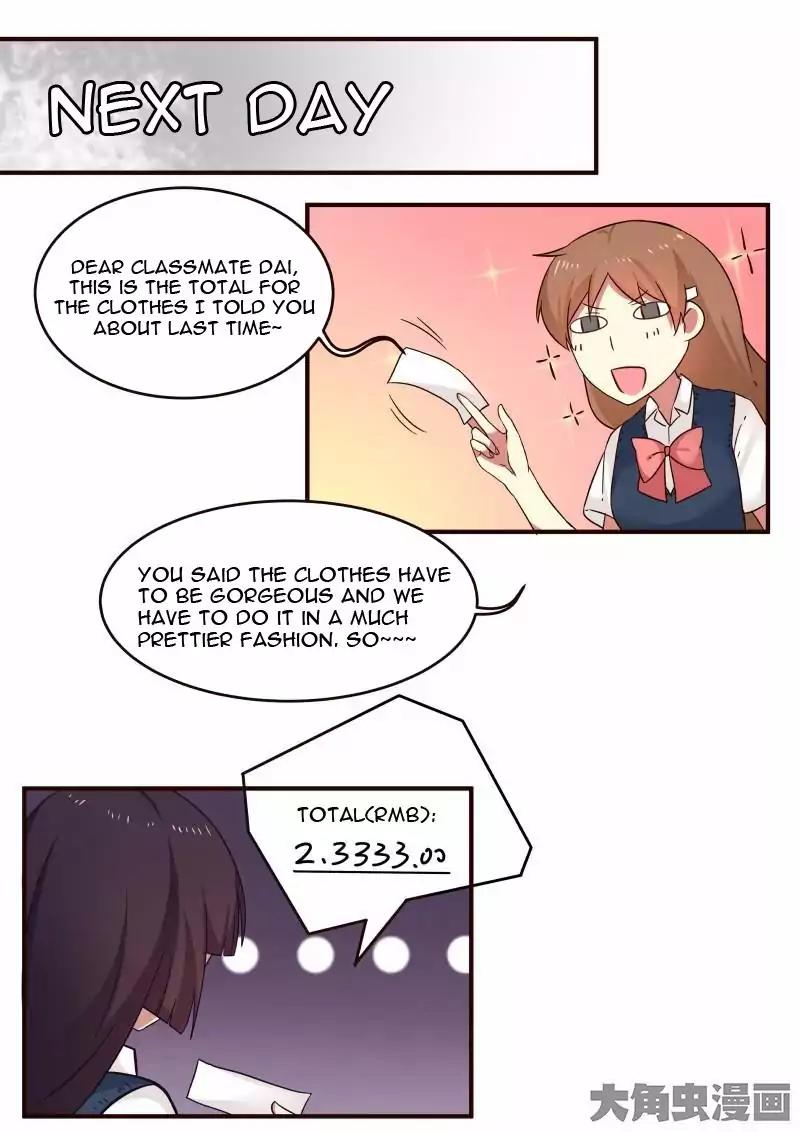 NEXT DAY
DEAR CLASSMATE DAI,
THIS IS THE TOTAL FOR
THE CLOTHES I TOLD YOU
ABOUT LAST TIME~
YOU SAID THE CLOTHES HAVE
TO BE GORGEOUS AND WE
HAVE TO DO IT IN A MUCH
PRETTIER FASHION. SO~~~
TOTAL(RMB):
2.3333.00
大角虫漫画